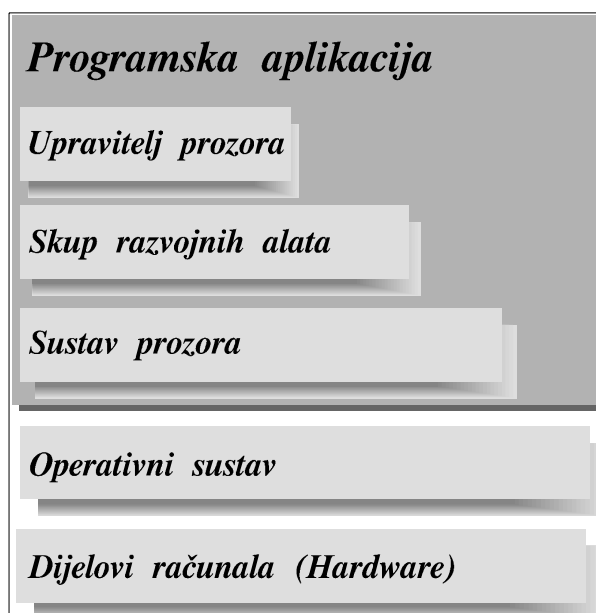 Programska aplikacija
Upravitelj prozora
Skup razvojnih alata
Sustav prozora
Operativni sustav
Dijelovi računala (Hardware)